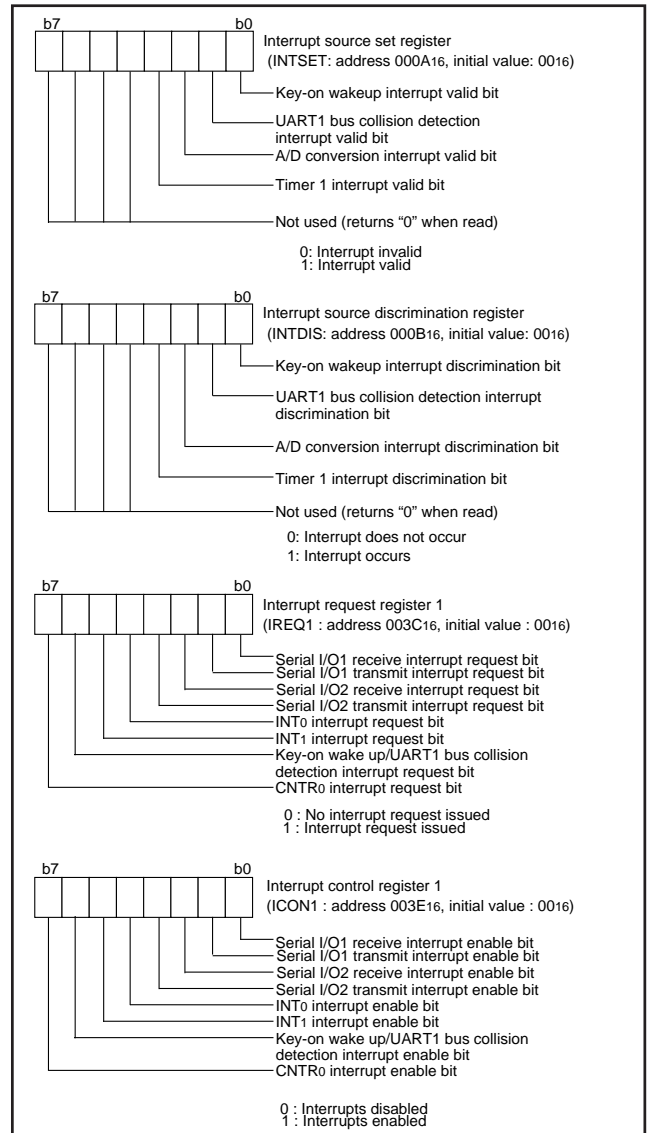 b7 b0
Interrupt source set register
(INTSET: address 000A16, initial value: 0016)
Key-on wakeup interrupt valid bit
UART1 bus collision detection
interrupt valid bit
A/D conversion interrupt valid bit
Timer 1 interrupt valid bit
Not used (returns “0” when read)
0: Interrupt invalid
1: Interrupt valid
b7 b0
Interrupt source discrimination register
(INTDIS: address 000B16, initial value: 0016)
Key-on wakeup interrupt discrimination bit
UART1 bus collision detection interrupt
discrimination bit
A/D conversion interrupt discrimination bit
Timer 1 interrupt discrimination bit
Not used (returns “0” when read)
0: Interrupt does not occur
1: Interrupt occurs
b7 b0
Interrupt request register 1
(IREQ1 : address 003C16, initial value : 0016)
Serial I/O1 receive interrupt request bit
Serial I/O1 transmit interrupt request bit
Serial I/O2 receive interrupt request bit
Serial I/O2 transmit interrupt request bit
INT0 interrupt request bit
INT1 interrupt request bit
Key-on wake up/UART1 bus collision
detection interrupt request bit
CNTR0 interrupt request bit
0 : No interrupt request issued
1 : Interrupt request issued
b7 b0
Interrupt control register 1
(ICON1 : address 003E16, initial value : 0016)
Serial I/O1 receive interrupt enable bit
Serial I/O1 transmit interrupt enable bit
Serial I/O2 receive interrupt enable bit
Serial I/O2 transmit interrupt enable bit
INT0 interrupt enable bit
INT1 interrupt enable bit
Key-on wake up/UART1 bus collision
detection interrupt enable bit
CNTR0 interrupt enable bit
0 : Interrupts disabled
1 : Interrupts enabled